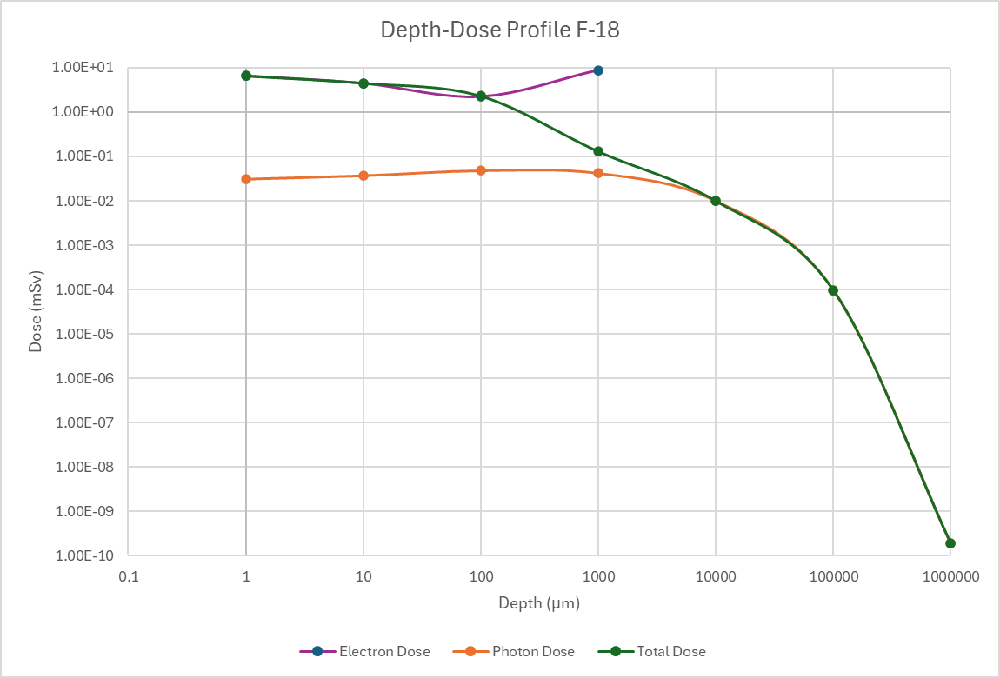 Depth-Dose Profile F-18
1.00E+01
1.00E+00
1.00E-01
1.00E-02
1.00E-03
1.00E-04
1.00E-05
1.00E-06
1.00E-07
1.00E-08
1.00E-09
1.00E-10
Dose (mSv)
0.1 1 10 100 1000 10000 100000 1000000
Depth (μm)
Electron Dose Photon Dose Total Dose